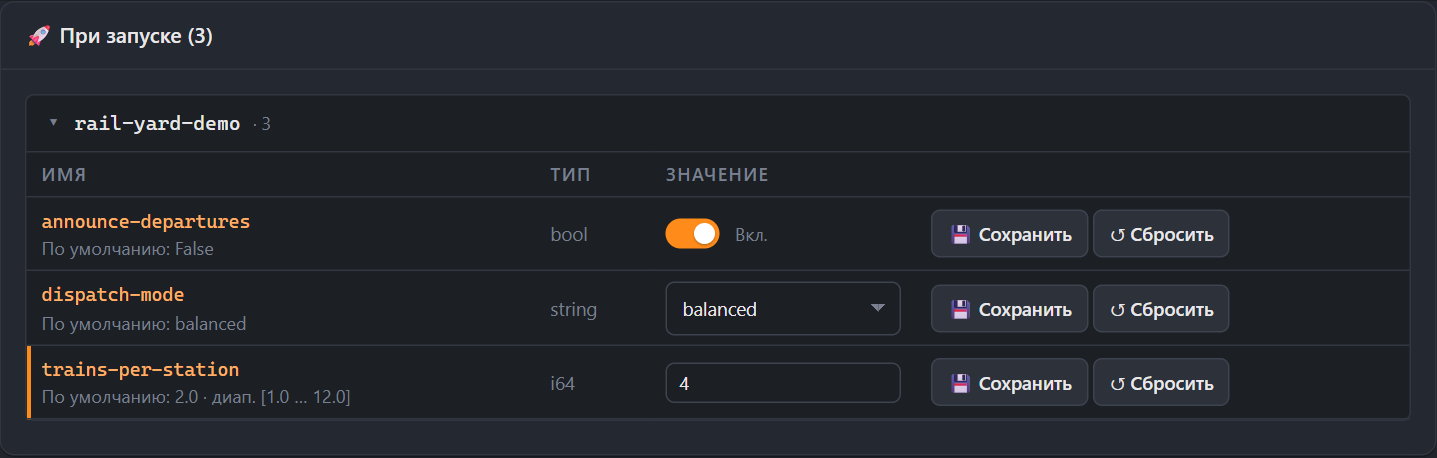 🚀 При запуске (3)
▼ rail-yard-demo · 3
ИМЯ ТИП ЗНАЧЕНИЕ
announce-departures
По умолчанию: False
bool
Вкл.
💾 Сохранить ↺ Сбросить
dispatch-mode
По умолчанию: balanced
string
balanced
💾 Сохранить ↺ Сбросить
trains-per-station
По умолчанию: 2.0 · диап. [1.0 … 12.0]
i64
4
💾 Сохранить ↺ Сбросить